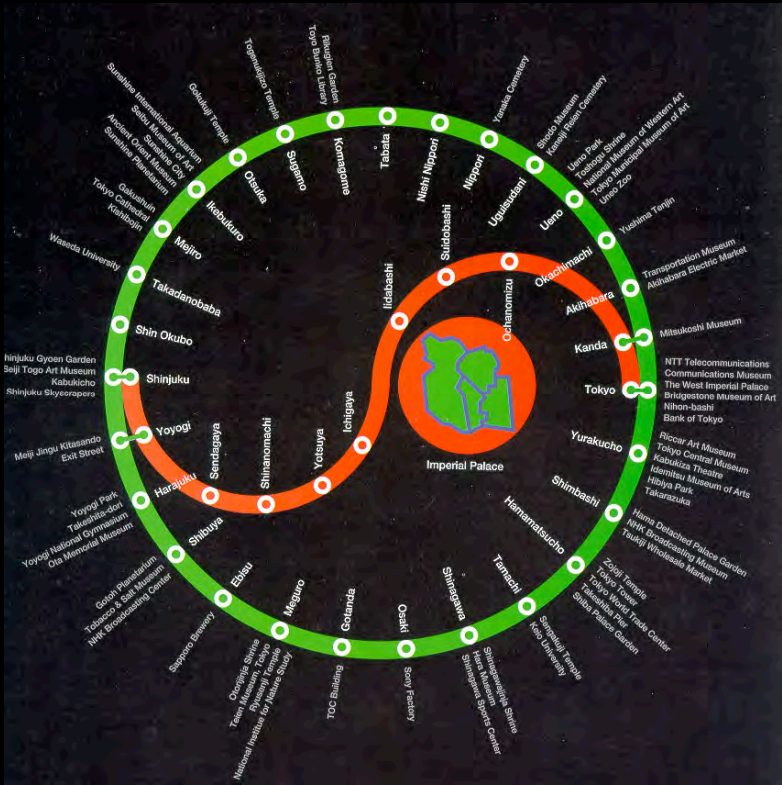 Rikugien Garden
Toyo Bunko Library
Komagome
Tabata
Nishi Nippori
Yanaka Cemetery
Nippori
Shodo Museum
Kaneiji Reian Cemetery
Uguisudani
Ueno Park
Toshogu Shrine
National Museum of Western Art
Tokyo Municipal Museum of Art
Ueno Zoo
Ueno
Yushima Tenjin
Okachimachi
Transportation Museum
Akihabara Electric Market
Akihabara
Mitsukoshi Museum
Kanda
NTT Telecommunications
Communications Museum
The West Imperial Palace
Bridgestone Museum of Art
Nihon-bashi
Bank of Tokyo
Tokyo
Riccar Art Museum
Tokyo Central Museum
Kabukiza Theatre
Idemitsu Museum of Arts
Hibiya Park
Takarazuka
Yurakucho
Hama Detached Palace Garden
NHK Broadcasting Museum
Tsukiji Wholesale Market
Shimbashi
Zojoji Temple
Tokyo Tower
Tokyo World Trade Center
Takeshiba Pier
Shiba Palace Garden
Hamamatsucho
Sengakuji Temple
Keio University
Tamachi
Shinagawajinja Shrine
Hara Museum
Shinagawa Sports Center
Shinagawa
Sony Factory
Osaki
TOC Building
Gotanda
Otorijinja Shrine
Teien Museum, Tokyo
Ryusenji Temple
National Institue for Nature Study
Meguro
Sapporo Brewery
Ebisu
Gotoh Planetarium
Tobacco & Salt Museum
NHK Broadcasting Center
Shibuya
Yoyogi Park
Takeshita-dori
Yoyogi National Gymnasium
Ota Memorial Museum
Harajuku
Meiji Jingu Kitasando
Exit Street
Yoyogi
hinjuku Gyoen Garden
Seiji Togo Art Museum
Kabukicho
Shinjuku Skyscrapers
Shinjuku
Shin Okubo
Waseda University
Takadanobaba
Gakushuin
Tokyo Cathedral
Kishibojin
Mejiro
Sunshine International Aquarium
Seibu Museum of Art
Sunshine City
Ancient Orient Museum
Sunshine Planetarium
Ikebukuro
Gokokuji Temple
Otsuka
Togenukijizo Temple
Sugamo
Sendagaya
Shinanomachi
Yotsuya
Ichigaya
Iidabashi
Suidobashi
Ochanomizu
Imperial Palace